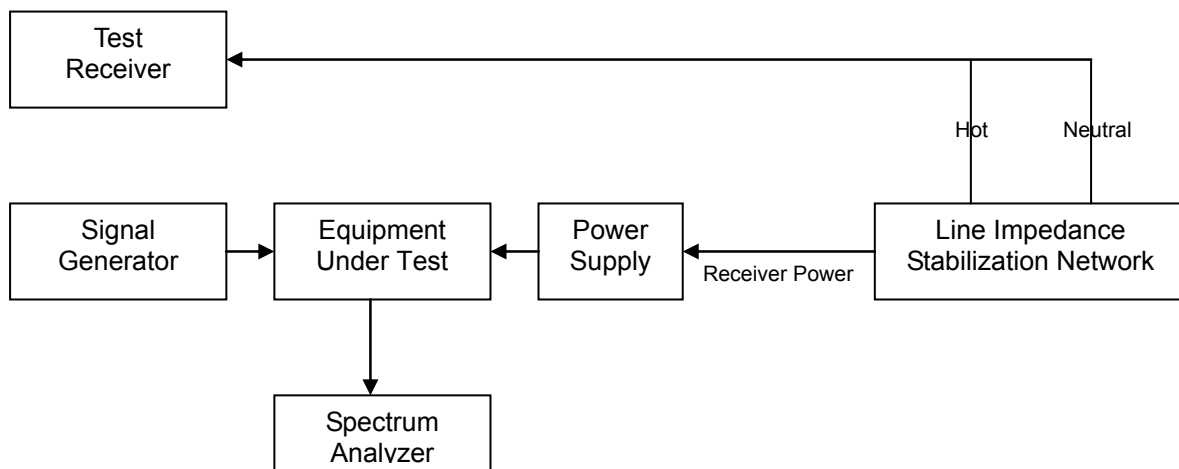 Test
Receiver
Hot
Neutral
Signal
Generator
Equipment
Under Test
Power
Supply
Receiver Power
Line Impedance
Stabilization Network
Spectrum
Analyzer